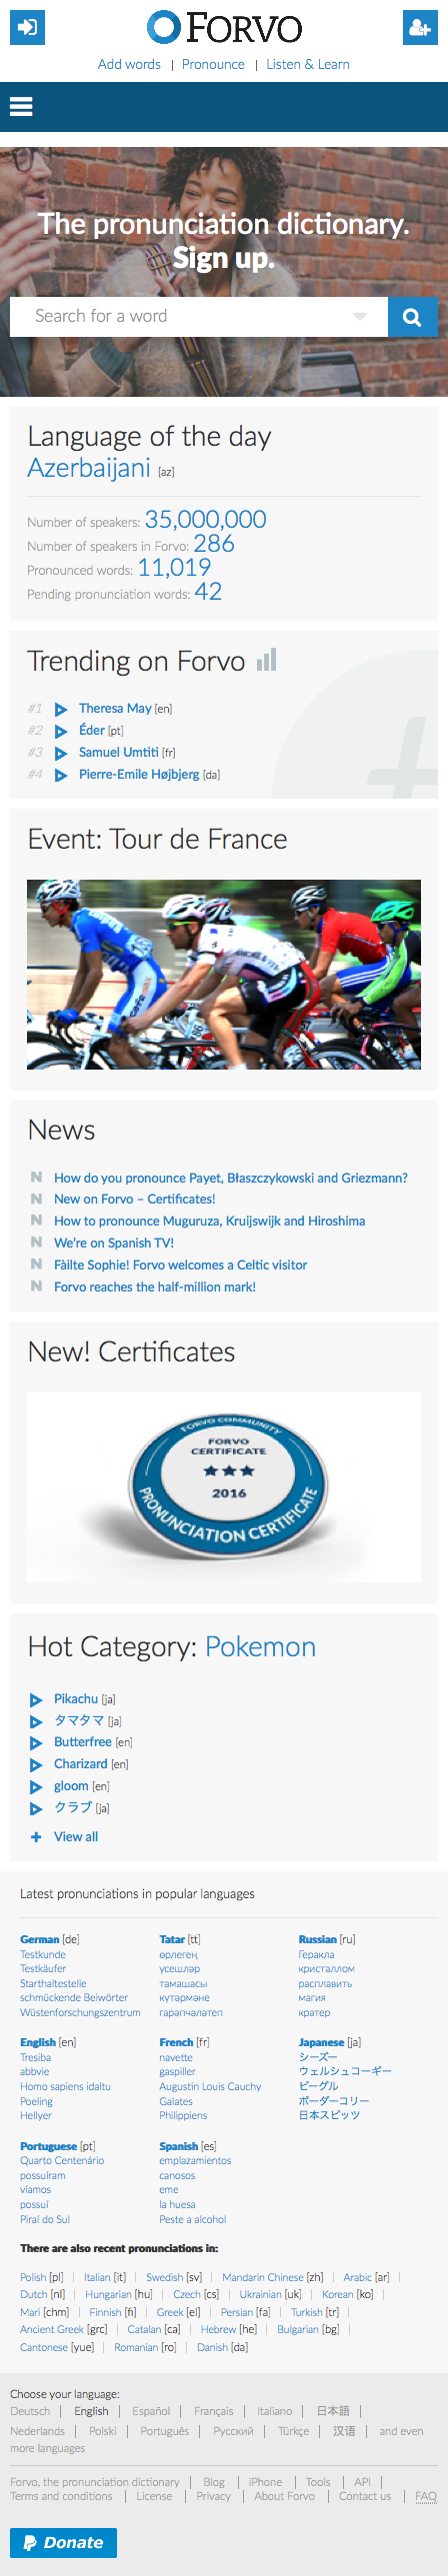 FORVO
Add words | Pronounce | Listen & Learn
The pronunciation dictionary.
Sign up.
Search for a word
Language of the day
Azerbaijani [az]
Number of speakers: 35,000,000
Number of speakers in Forvo: 286
Pronounced words: 11,019
Pending pronunciation words: 42
Trending on Forvo
#1 Theresa May [en]
#2 Éder [pt]
#3 Samuel Umtiti [fr]
#4 Pierre-Emile Højbjerg [da]
Event: Tour de France
News
N How do you pronounce Payet, Błaszczykowski and Griezmann?
N New on Forvo – Certificates!
N How to pronounce Muguruza, Kruijswijk and Hiroshima
N We're on Spanish TV!
N Fàilte Sophie! Forvo welcomes a Celtic visitor
N Forvo reaches the half-million mark!
New! Certificates
FORVO COMMUNITY
FORVO
CERTIFICATE
2016
PRONUNCIATION CERTIFICATE
Hot Category: Pokemon
Pikachu [ja]
タマタマ [ja]
Butterfree [en]
Charizard [en]
gloom [en]
クラブ [ja]
View all
Latest pronunciations in popular languages
German [de]
Testkunde
Testkäufer
Starthaltestelle
schmückende Beiwörter
Wüstenforschungszentrum
Tatar [tt]
өрлегең
үсешләр
тамашасы
күтәрмәне
гарәпчәләтеп
Russian [ru]
Геракла
кристаллом
расплавить
магия
кратер
English [en]
Tresiba
abbvie
Homo sapiens idaltu
Poeling
Hellyer
French [fr]
navette
gaspiller
Augustin Louis Cauchy
Galates
Philippiens
Japanese [ja]
シーズー
ウェルシュコーギー
ビーグル
ボーダーコリー
日本スピッツ
Portuguese [pt]
Quarto Centenário
possuíram
víamos
possuí
Piraí do Sul
Spanish [es]
emplazamientos
canosos
eme
la huesa
Peste a alcohol
There are also recent pronunciations in:
Polish [pl] | Italian [it] | Swedish [sv] | Mandarin Chinese [zh] | Arabic [ar] |
Dutch [nl] | Hungarian [hu] | Czech [cs] | Ukrainian [uk] | Korean [ko] |
Mari [chm] | Finnish [fi] | Greek [el] | Persian [fa] | Turkish [tr] |
Ancient Greek [grc] | Catalan [ca] | Hebrew [he] | Bulgarian [bg] |
Cantonese [yue] | Romanian [ro] | Danish [da]
Choose your language:
Deutsch | English | Español | Français | Italiano | 日本語 |
Nederlands | Polski | Português | Русский | Türkçe | 汉语 | and even
more languages
Forvo, the pronunciation dictionary | Blog | iPhone | Tools | API |
Terms and conditions | License | Privacy | About Forvo | Contact us | FAQ
Donate